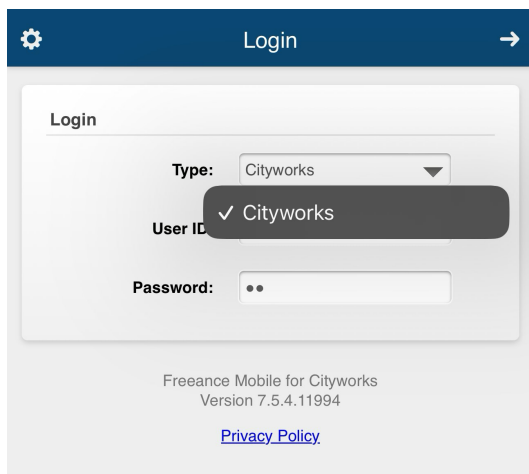 Login
Login
Type: Cityworks
✓ Cityworks
User ID
Password: ••
Freeance Mobile for Cityworks
Version 7.5.4.11994
Privacy Policy